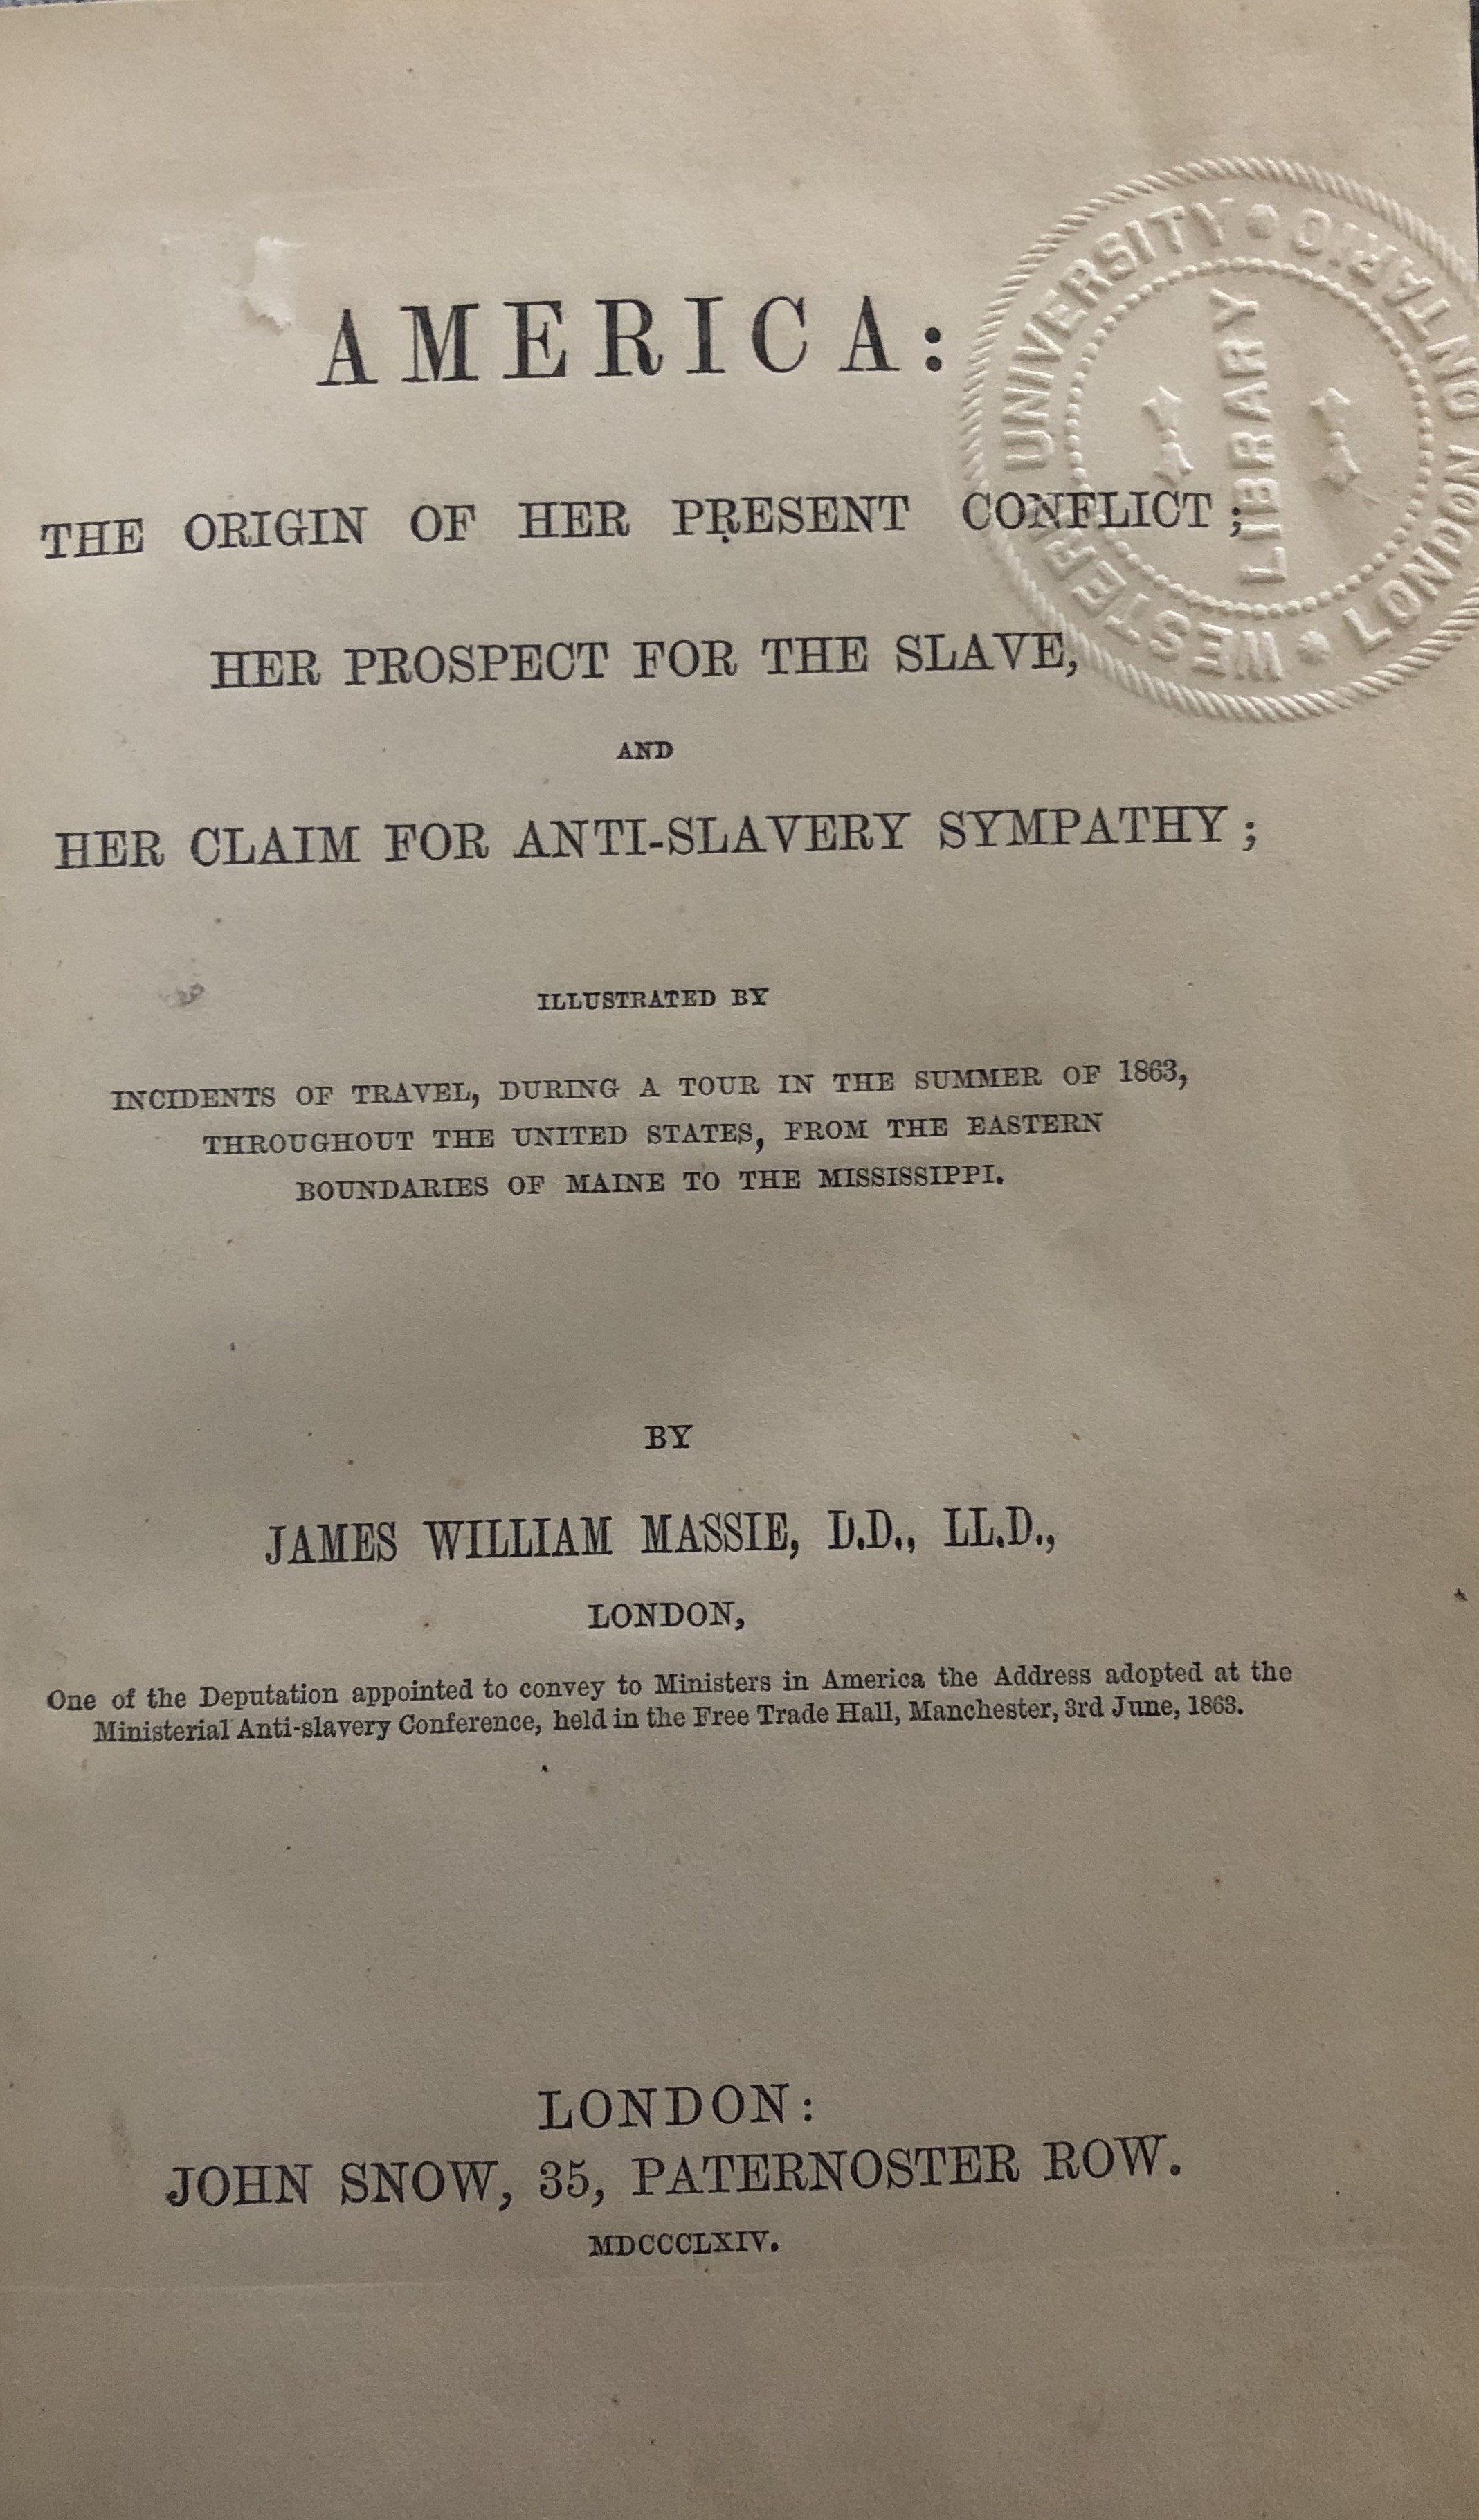 AMERICA:
THE ORIGIN OF HER PRESENT CONFLICT;
HER PROSPECT FOR THE SLAVE,
AND
HER CLAIM FOR ANTI-SLAVERY SYMPATHY;
ILLUSTRATED BY
INCIDENTS OF TRAVEL, DURING A TOUR IN THE SUMMER OF 1863,
THROUGHOUT THE UNITED STATES, FROM THE EASTERN
BOUNDARIES OF MAINE TO THE MISSISSIPPI.
BY
JAMES WILLIAM MASSIE, D.D., LL.D.,
LONDON,
One of the Deputation appointed to convey to Ministers in America the Address adopted at the
Ministerial Anti-slavery Conference, held in the Free Trade Hall, Manchester, 3rd June, 1863.
LONDON:
JOHN SNOW, 35, PATERNOSTER ROW.
MDCCCLXIV.
WESTERN UNIVERSITY
LONDON ONTARIO
LIBRARY